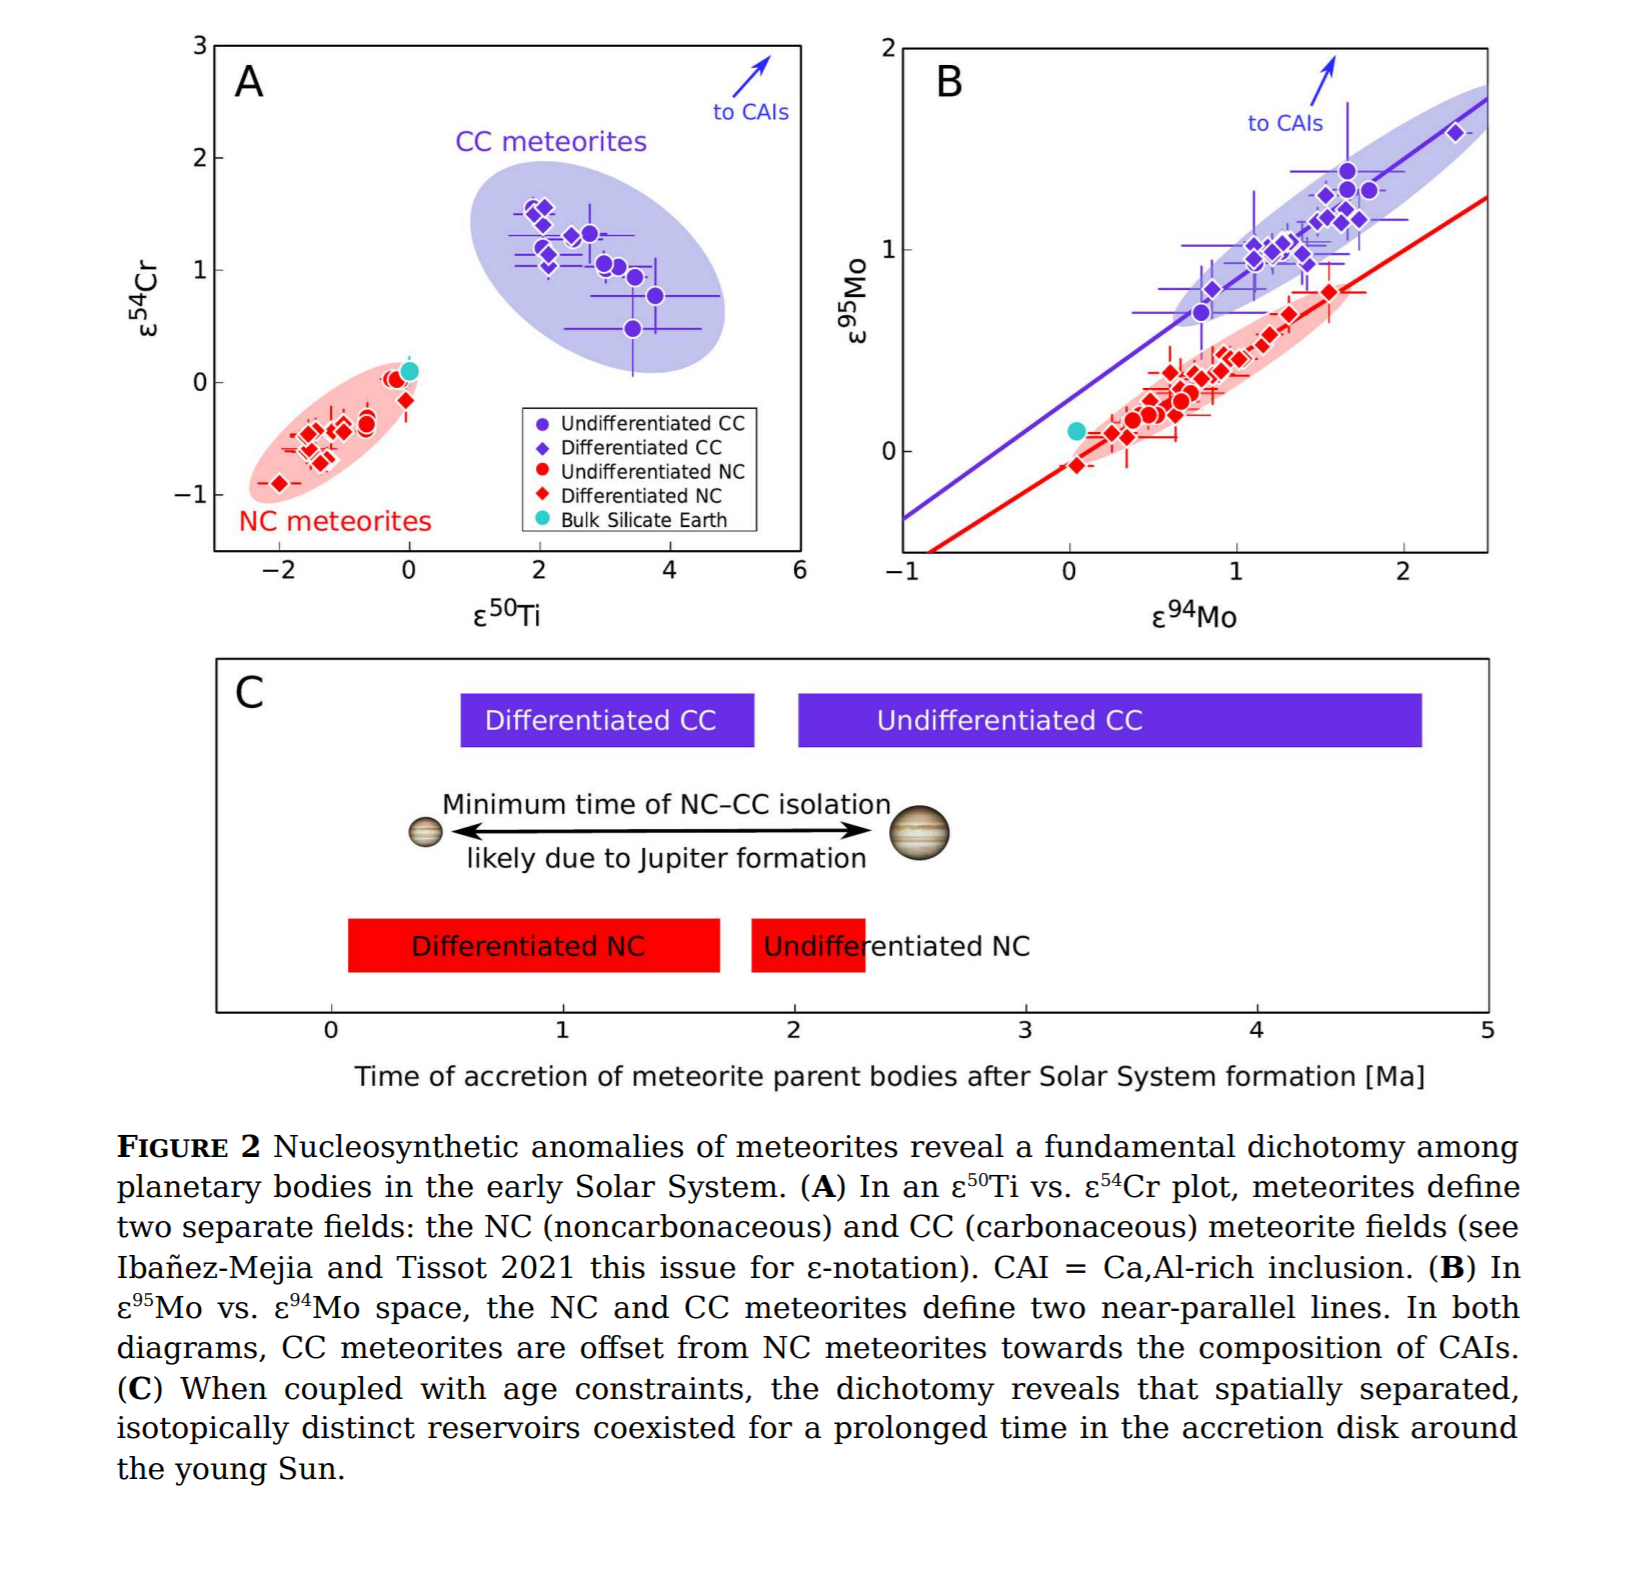 A
3
2
1
0
−1
ε54Cr
−2
0
2
4
6
ε50Ti
to CAIs
CC meteorites
NC meteorites
Undifferentiated CC
Differentiated CC
Undifferentiated NC
Differentiated NC
Bulk Silicate Earth
B
2
1
0
ε95Mo
−1
0
1
2
ε94Mo
to CAIs
C
Differentiated CC
Undifferentiated CC
Minimum time of NC–CC isolation
likely due to Jupiter formation
Differentiated NC
Undifferentiated NC
0
1
2
3
4
5
Time of accretion of meteorite parent bodies after Solar System formation [Ma]
FIGURE 2 Nucleosynthetic anomalies of meteorites reveal a fundamental dichotomy among
planetary bodies in the early Solar System. (A) In an ε50Ti vs. ε54Cr plot, meteorites define
two separate fields: the NC (noncarbonaceous) and CC (carbonaceous) meteorite fields (see
Ibañez-Mejia and Tissot 2021 this issue for ε-notation). CAI = Ca,Al-rich inclusion. (B) In
ε95Mo vs. ε94Mo space, the NC and CC meteorites define two near-parallel lines. In both
diagrams, CC meteorites are offset from NC meteorites towards the composition of CAIs.
(C) When coupled with age constraints, the dichotomy reveals that spatially separated,
isotopically distinct reservoirs coexisted for a prolonged time in the accretion disk around
the young Sun.